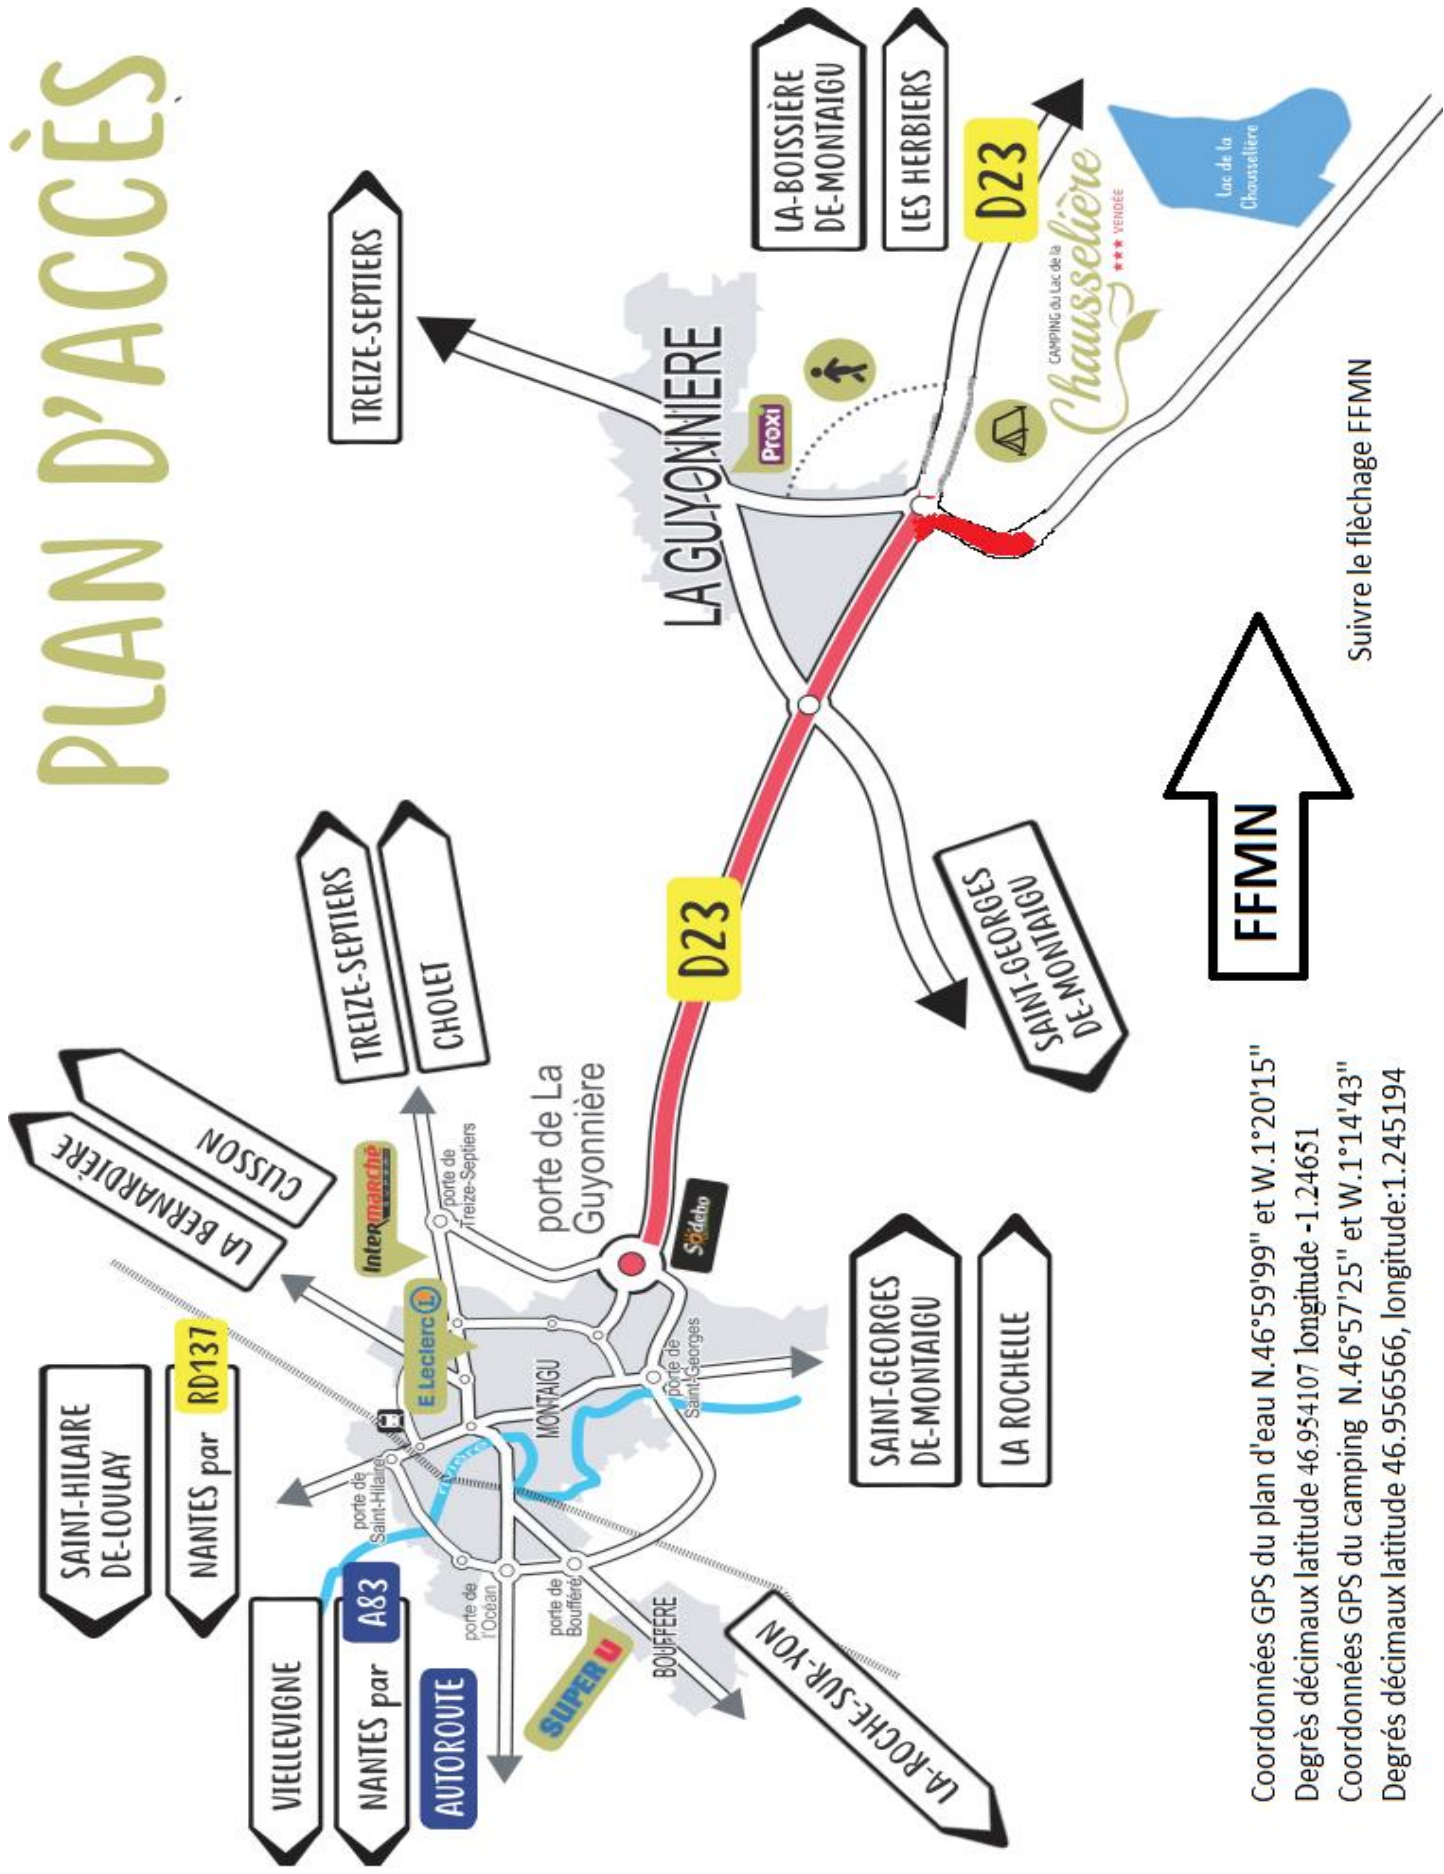 PLAN D'ACCÈS
SAINT-HILAIRE
DE-LOULAY
NANTES par
RD137
VIELLEVIGNE
NANTES par
A83
AUTOROUTE
LA BERNARDIÈRE
CLISSON
TREIZE-SEPTIERS
CHOLET
TREIZE-SEPTIERS
LA-BOISSIÈRE
DE-MONTAIGU
LES HERBIERS
D23
Intermarché
SUPER
E Leclerc L
porte de
Treize-Septiers
porte de
Saint-Hilaire
rivière
porte de
l'Océan
porte de
Boufféré
MONTAIGU
SUPER U
BOUFFERE
porte de La
Guyonnière
Sodebo
porte de
Saint-Georges
D23
LA GUYONNIERE
Proxi
CAMPING du Lac de la
Chausselière
*** VENDÉE
Lac de la
Chausselière
LA-ROCHE-SUR-YON
SAINT-GEORGES
DE-MONTAIGU
LA ROCHELLE
SAINT-GEORGES
DE-MONTAIGU
FFMN
Suivre le flèchage FFMN
Coordonnées GPS du plan d'eau N.46°59'99" et W.1°20'15"
Degrès décimaux latitude 46.954107 longitude -1.24651
Coordonnées GPS du camping N.46°57'25" et W.1°14'43"
Degrés décimaux latitude 46.956566, longitude:1.245194